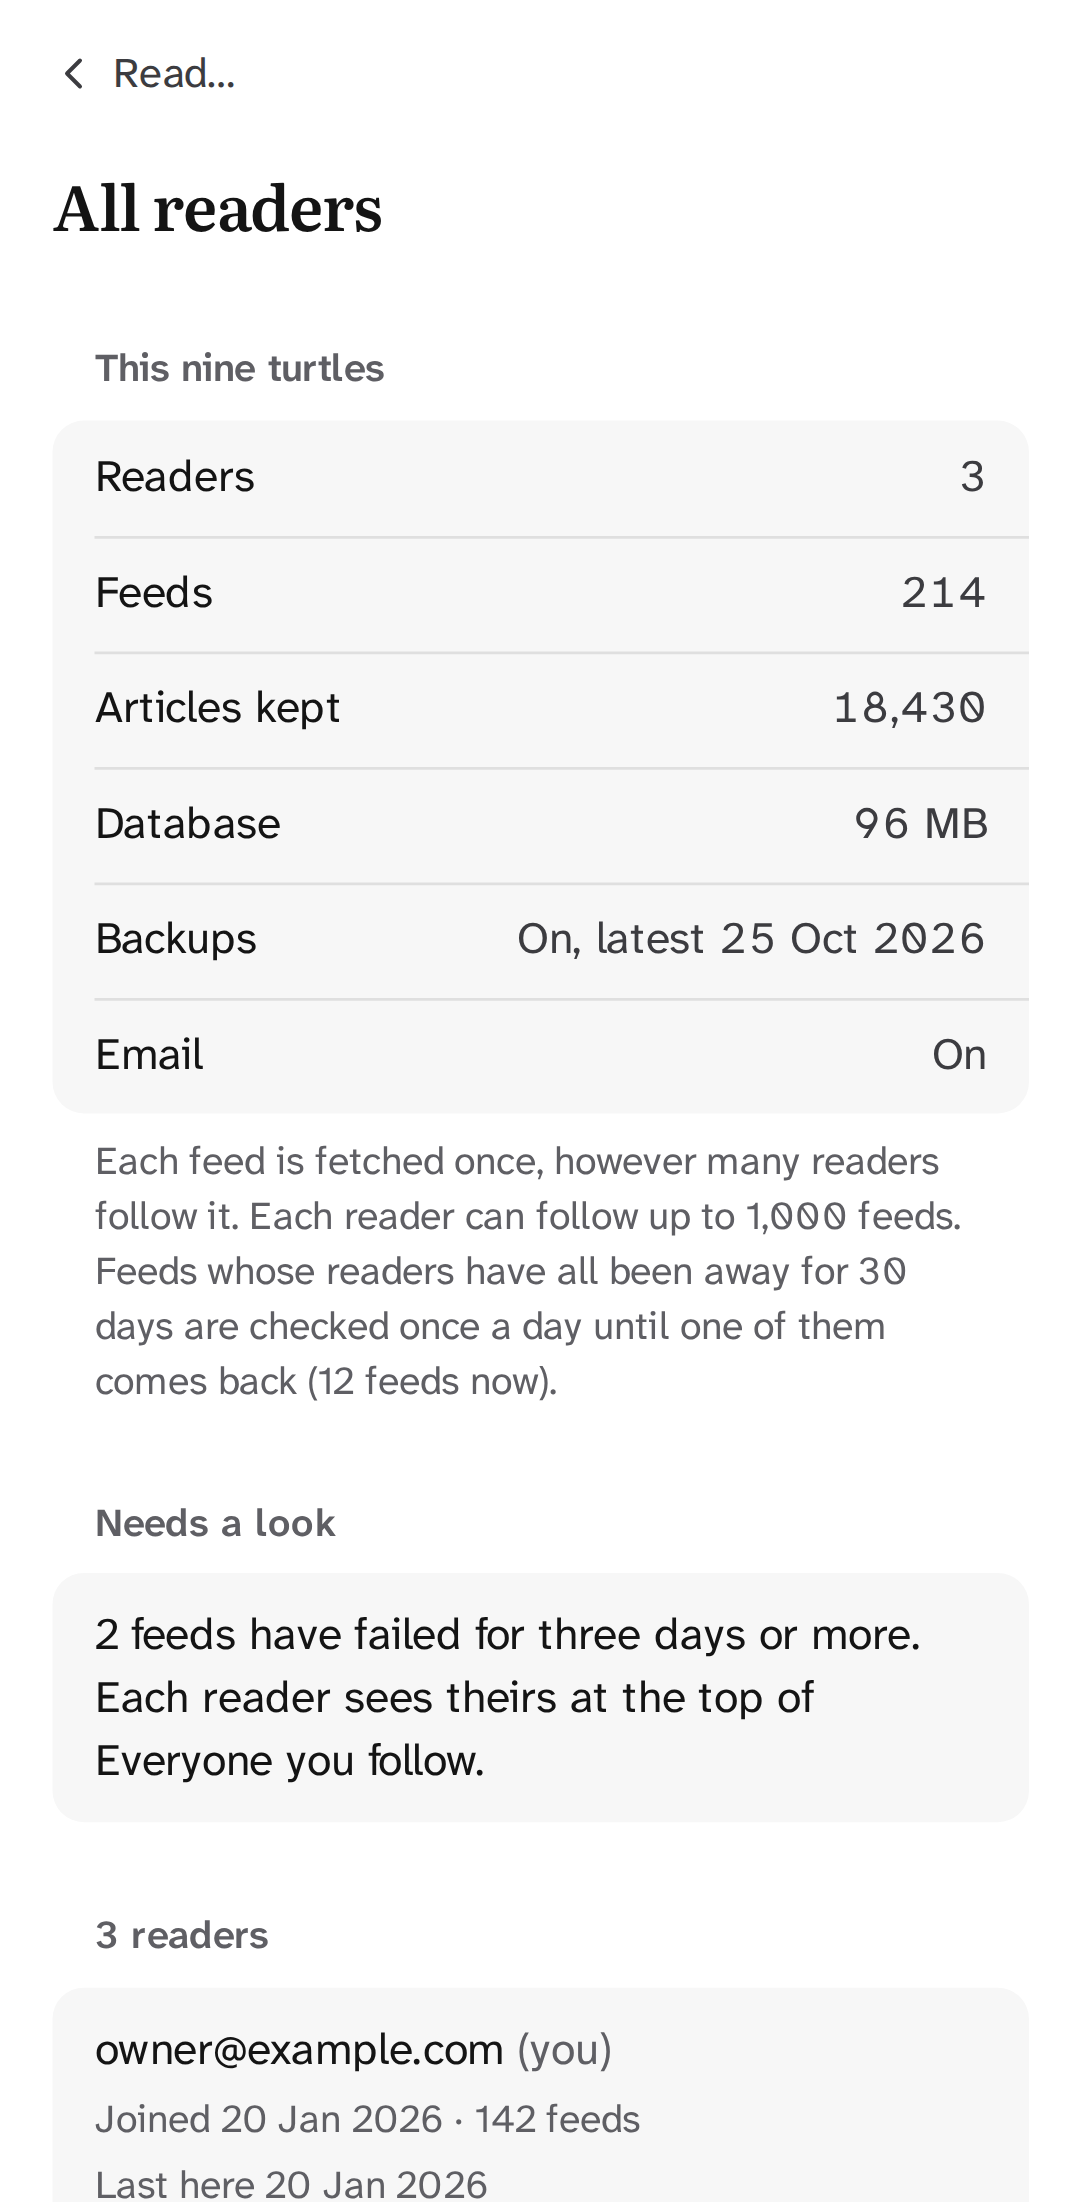 Read...
All readers
This nine turtles
Readers 3
Feeds 214
Articles kept 18,430
Database 96 MB
Backups On, latest 25 Oct 2026
Email On
Each feed is fetched once, however many readers
follow it. Each reader can follow up to 1,000 feeds.
Feeds whose readers have all been away for 30
days are checked once a day until one of them
comes back (12 feeds now).
Needs a look
2 feeds have failed for three days or more.
Each reader sees theirs at the top of
Everyone you follow.
3 readers
owner@example.com (you)
Joined 20 Jan 2026 · 142 feeds
Last here 20 Jan 2026